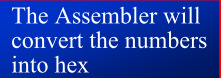 The Assembler will
convert the numbers
into hex